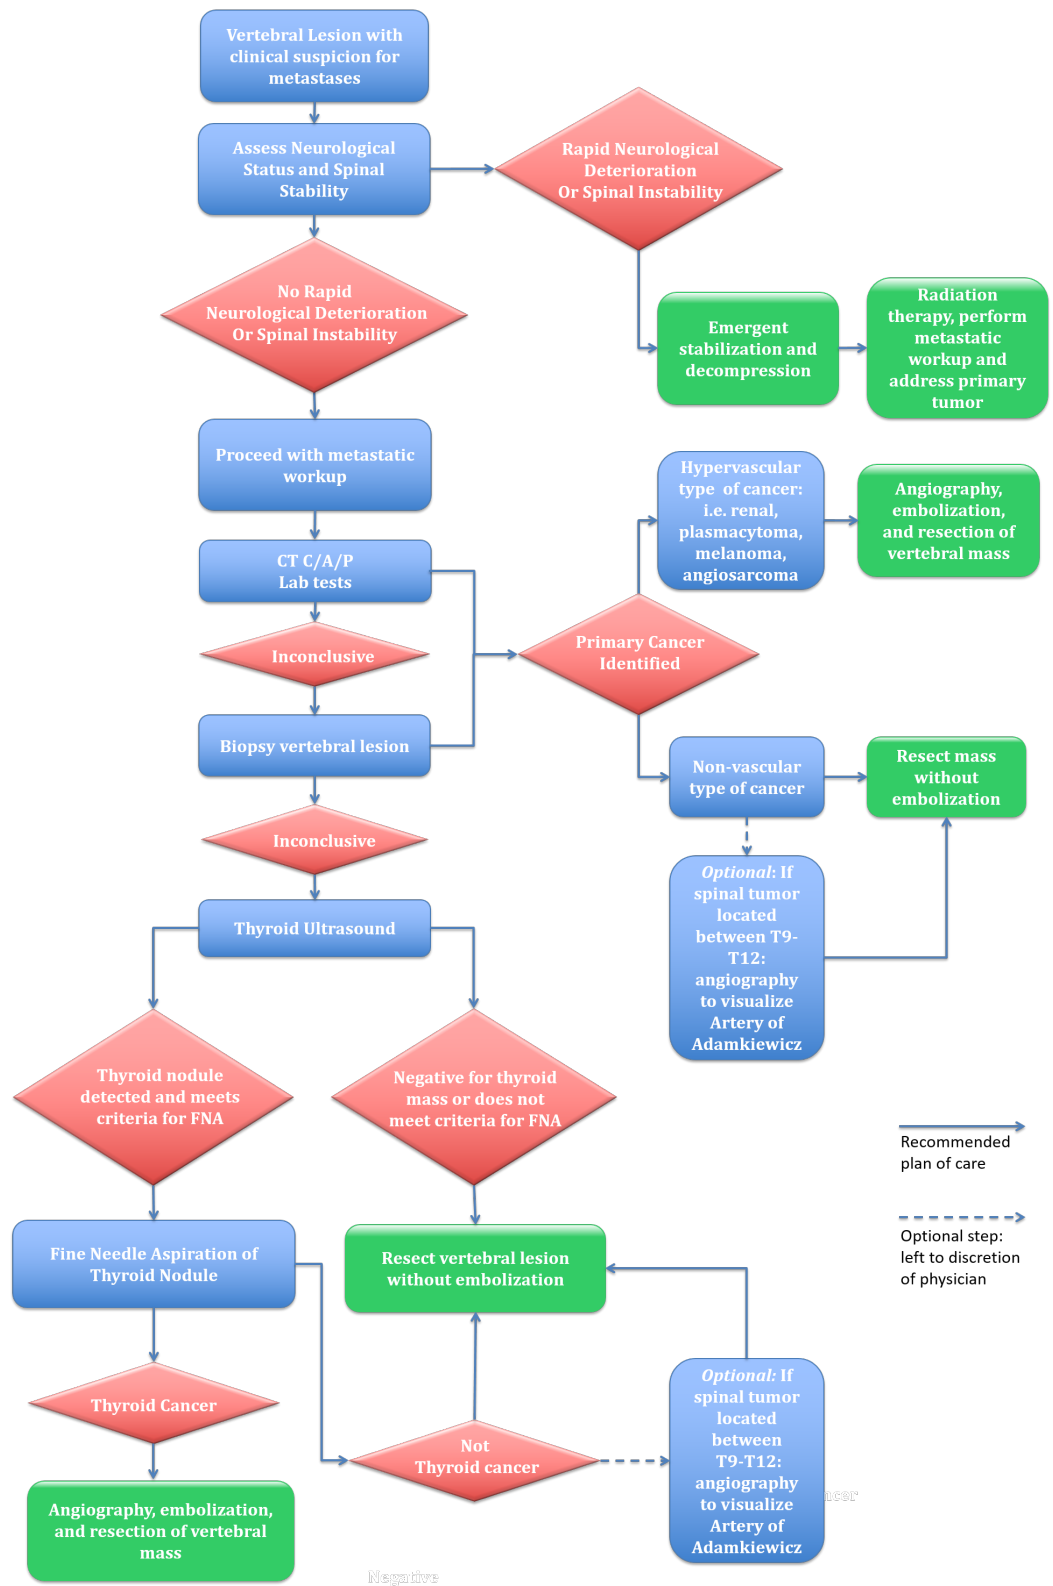 Vertebral Lesion with
clinical suspicion for
metastases
Assess Neurological
Status and Spinal
Stability
Rapid Neurological
Deterioration
Or Spinal Instability
No Rapid
Neurological Deterioration
Or Spinal Instability
Emergent
stabilization and
decompression
Radiation
therapy, perform
metastatic
workup and
address primary
tumor
Proceed with metastatic
workup
Hypervascular
type of cancer:
i.e. renal,
plasmacytoma,
melanoma,
angiosarcoma
Angiography,
embolization,
and resection of
vertebral mass
CT C/A/P
Lab tests
Inconclusive
Primary Cancer
Identified
Biopsy vertebral lesion
Non-vascular
type of cancer
Resect mass
without
embolization
Inconclusive
Optional: If
spinal tumor
located
between T9-
T12:
angiography
to visualize
Artery of
Adamkiewicz
Thyroid Ultrasound
Thyroid nodule
detected and meets
criteria for FNA
Negative for thyroid
mass or does not
meet criteria for FNA
Recommended
plan of care
Optional step:
left to discretion
of physician
Fine Needle Aspiration of
Thyroid Nodule
Resect vertebral lesion
without embolization
Thyroid Cancer
Not
Thyroid cancer
Optional: If
spinal tumor
located
between
T9-T12:
angiography
to visualize
Artery of
Adamkiewicz
Angiography, embolization,
and resection of vertebral
mass
Negative